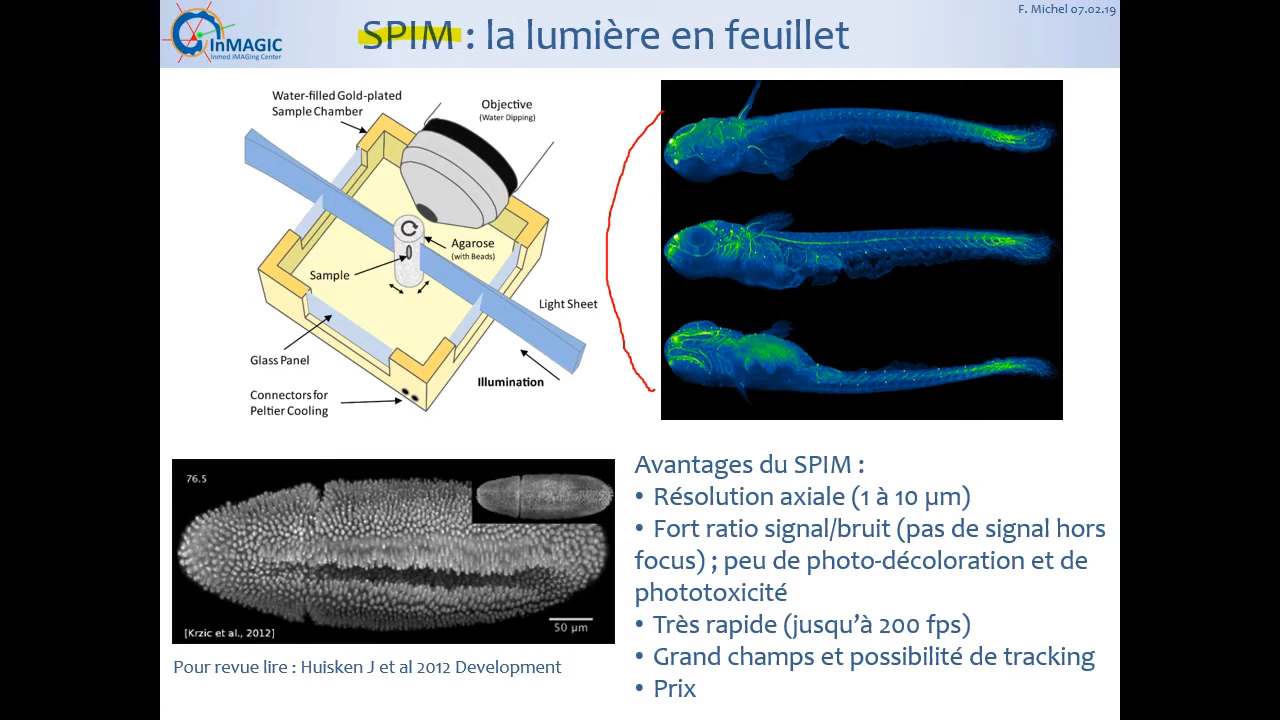 InMAGIC
Inmed iMAGIng Center
SPIM : la lumière en feuillet
F. Michel 07.02.19
Water-filled Gold-plated
Sample Chamber
Objective
(Water Dipping)
Agarose
(with Beads)
Sample
Light Sheet
Glass Panel
Illumination
Connectors for
Peltier Cooling
76.5
50 µm
[Krzic et al., 2012]
Pour revue lire : Huisken J et al 2012 Development
Avantages du SPIM :
• Résolution axiale (1 à 10 µm)
• Fort ratio signal/bruit (pas de signal hors
focus) ; peu de photo-décoloration et de
phototoxicité
• Très rapide (jusqu’à 200 fps)
• Grand champs et possibilité de tracking
• Prix